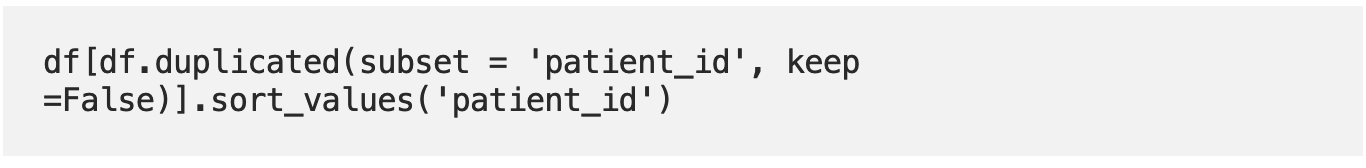 df[df.duplicated(subset = 'patient_id', keep
=False)].sort_values('patient_id')